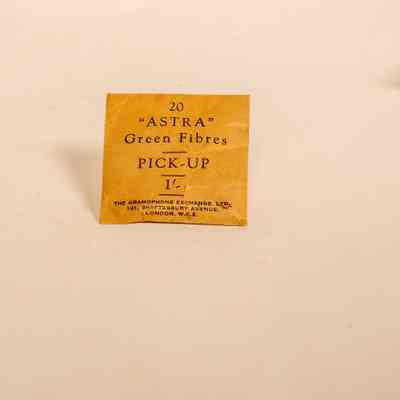 20
"ASTRA"
Green Fibres
PICK-UP
1'-
THE GRAMOPHONE EXCHANGE, LTD.,
121, SHAFTESBURY AVENUE,
LONDON, W.C.2.